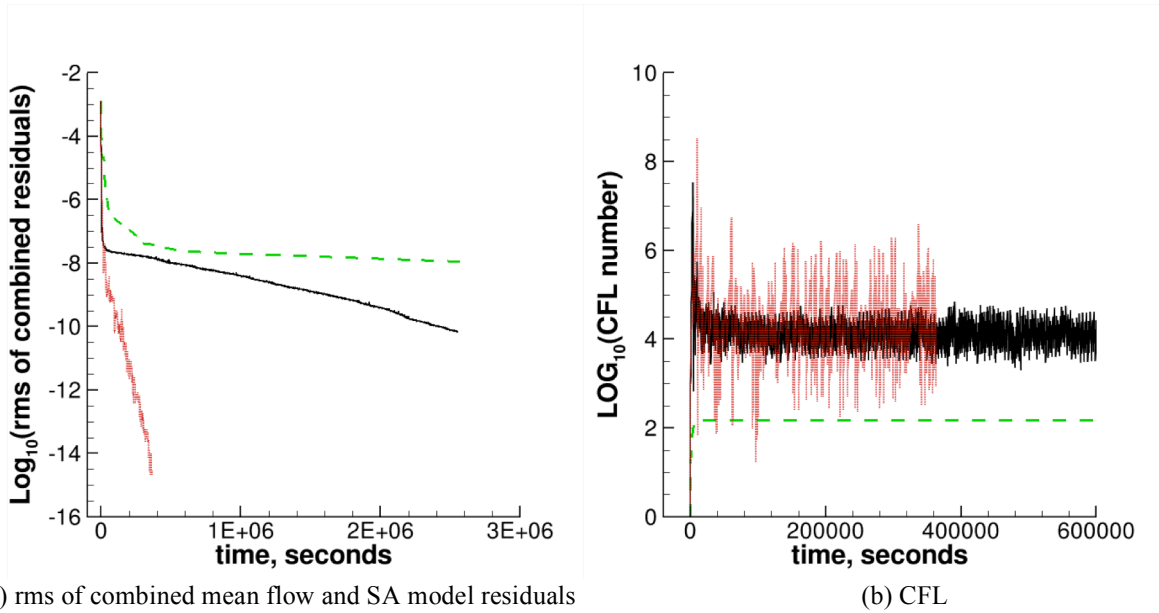 Log10(rms of combined residuals)
-2
-4
-6
-8
-10
-12
-14
-16
0
1E+06
2E+06
3E+06
time, seconds
) rms of combined mean flow and SA model residuals
LOG10(CFL number)
10
8
6
4
2
0
0
200000
400000
600000
time, seconds
(b) CFL